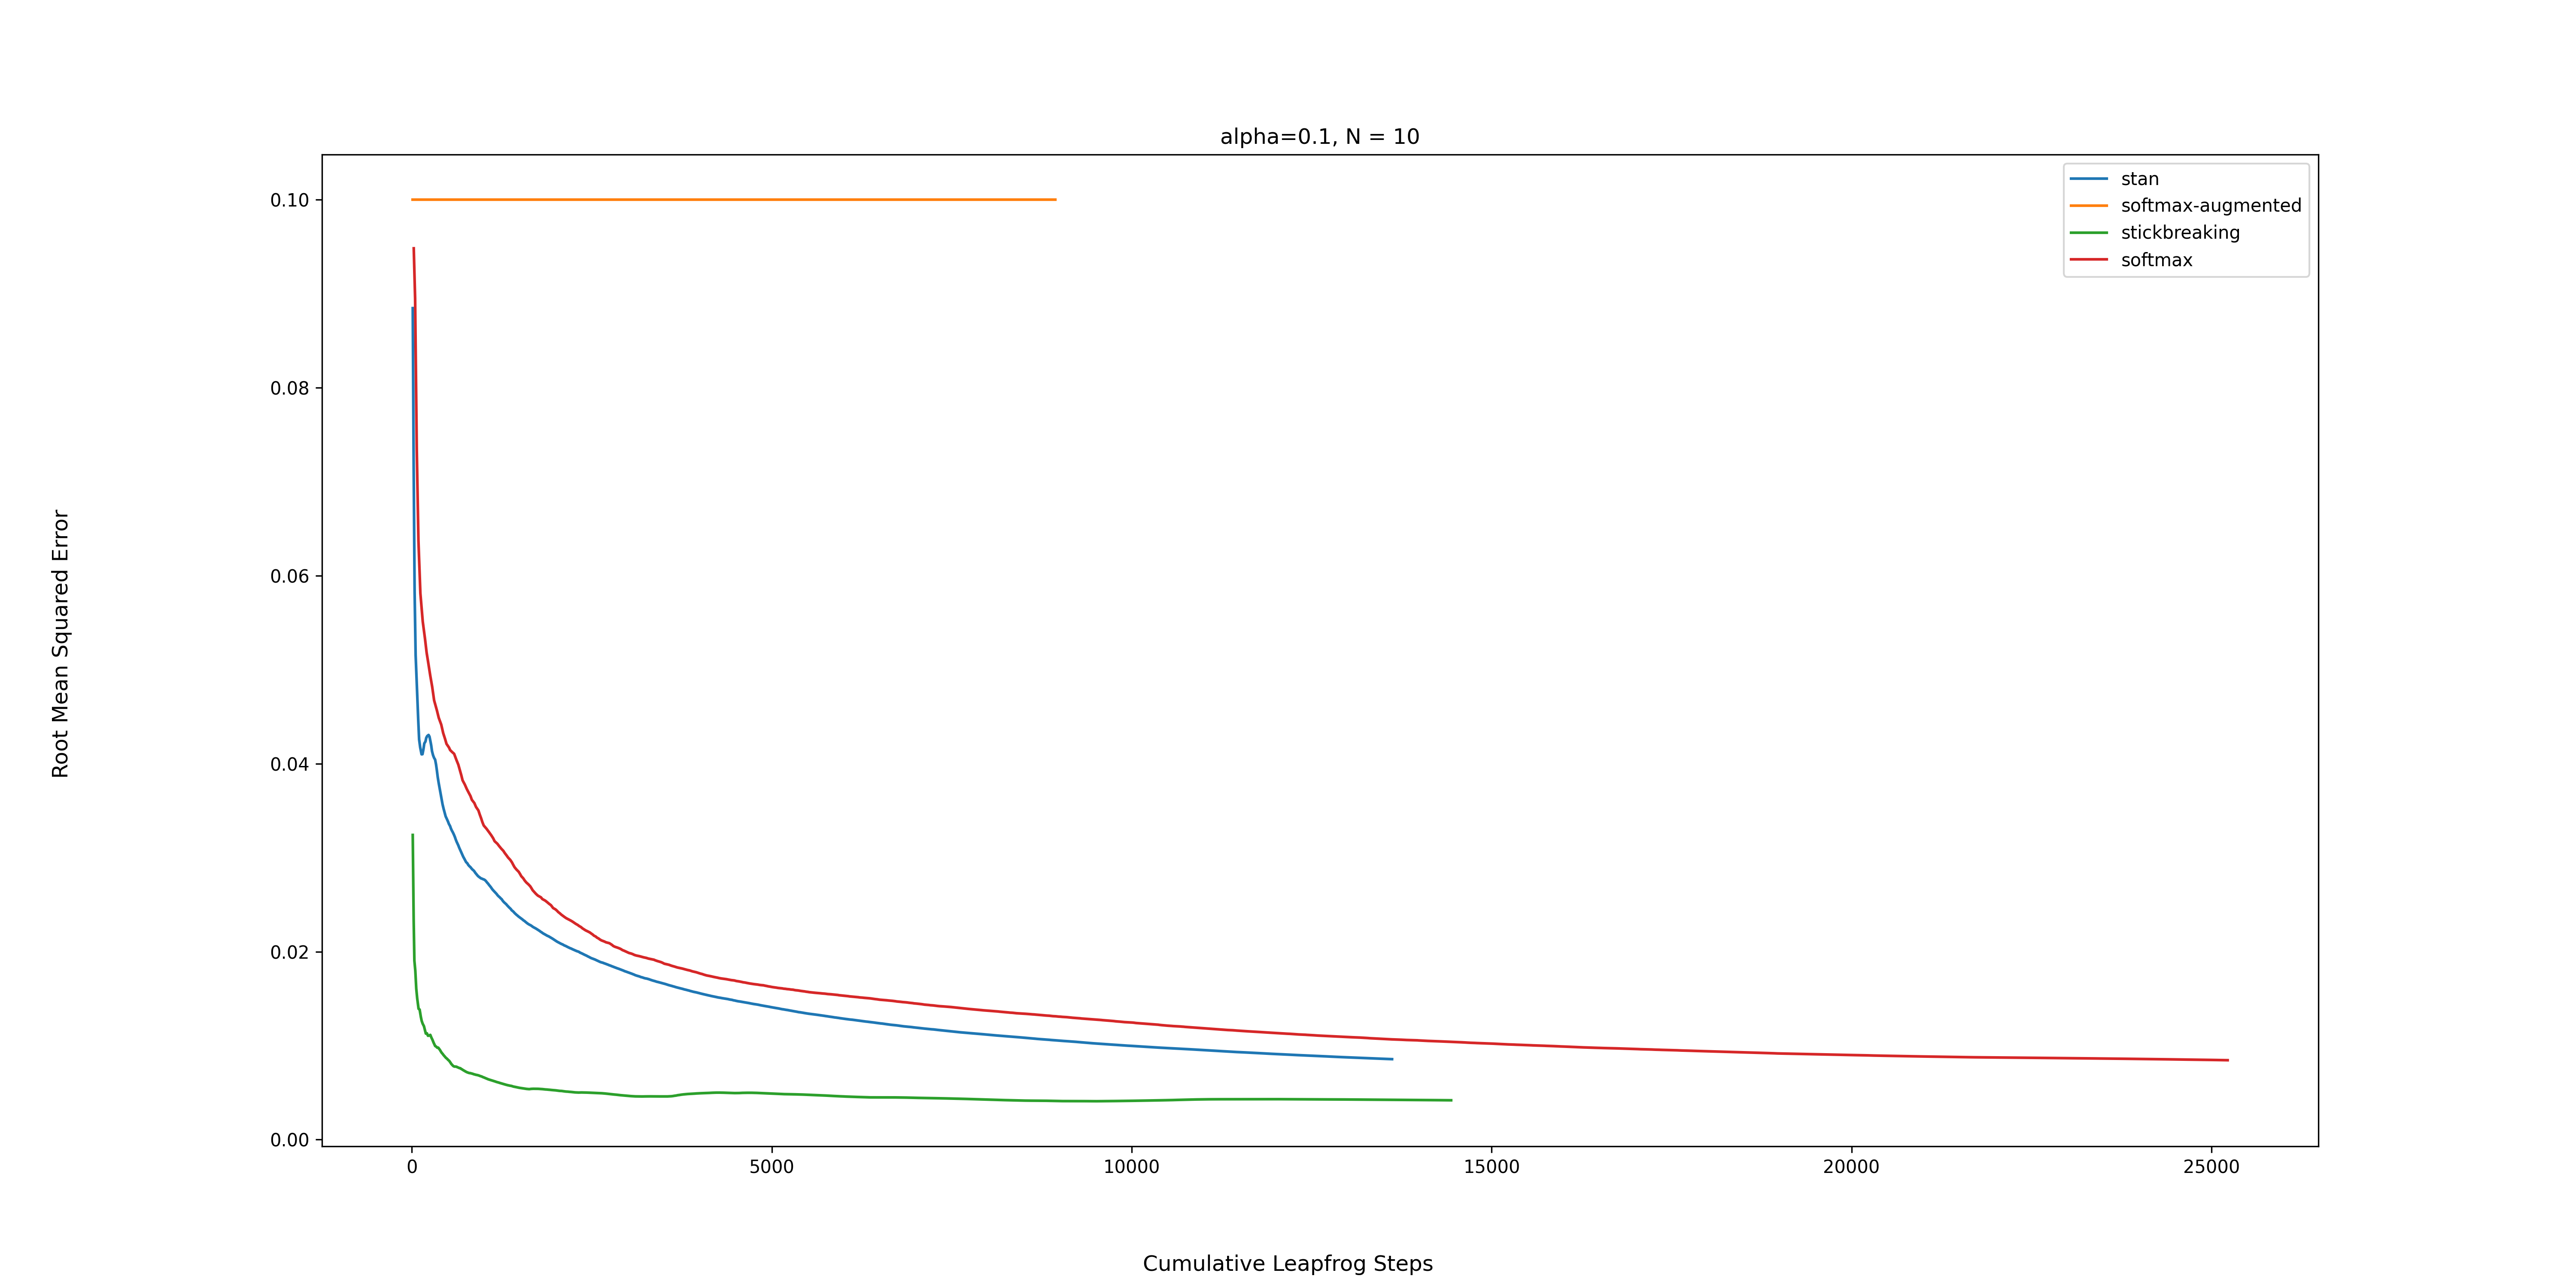 alpha=0.1, N = 10
stan
softmax-augmented
stickbreaking
softmax
Root Mean Squared Error
0.10
0.08
0.06
0.04
0.02
0.00
0 5000 10000 15000 20000 25000
Cumulative Leapfrog Steps